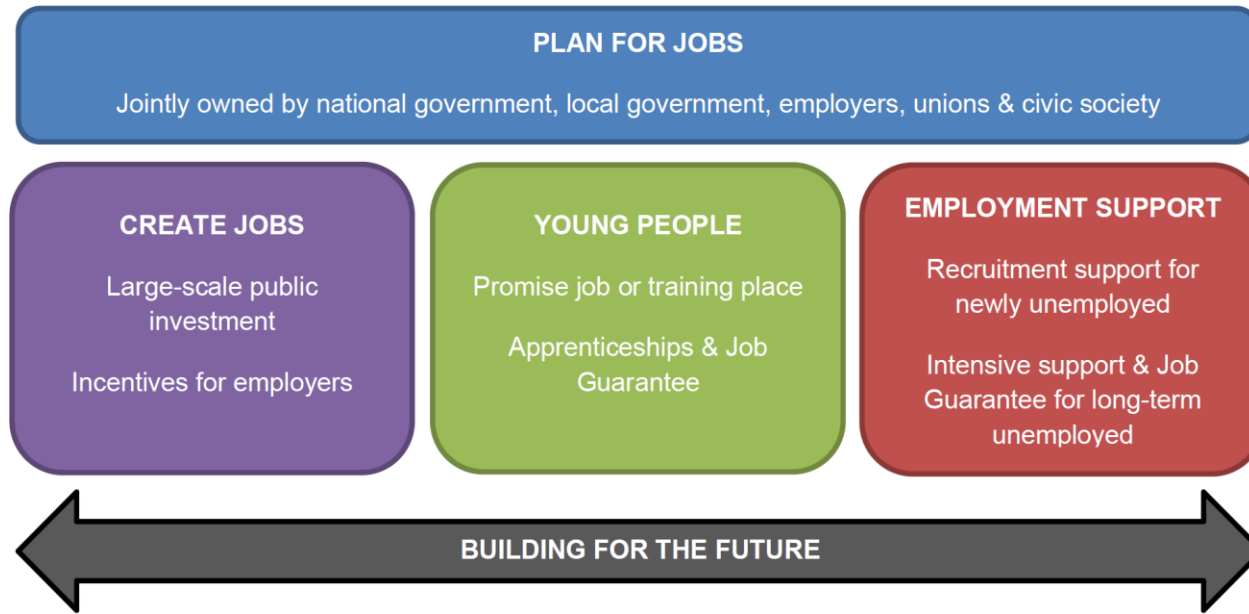 PLAN FOR JOBS
Jointly owned by national government, local government, employers, unions & civic society
CREATE JOBS
Large-scale public
investment
Incentives for employers
YOUNG PEOPLE
Promise job or training place
Apprenticeships & Job
Guarantee
EMPLOYMENT SUPPORT
Recruitment support for
newly unemployed
Intensive support & Job
Guarantee for long-term
unemployed
BUILDING FOR THE FUTURE